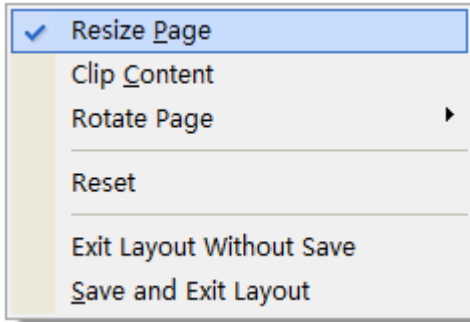 Resize Page
Clip Content
Rotate Page
Reset
Exit Layout Without Save
Save and Exit Layout